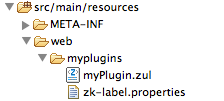 src/main/resources
META-INF
web
myplugins
myPlugin.zul
zk-label.properties